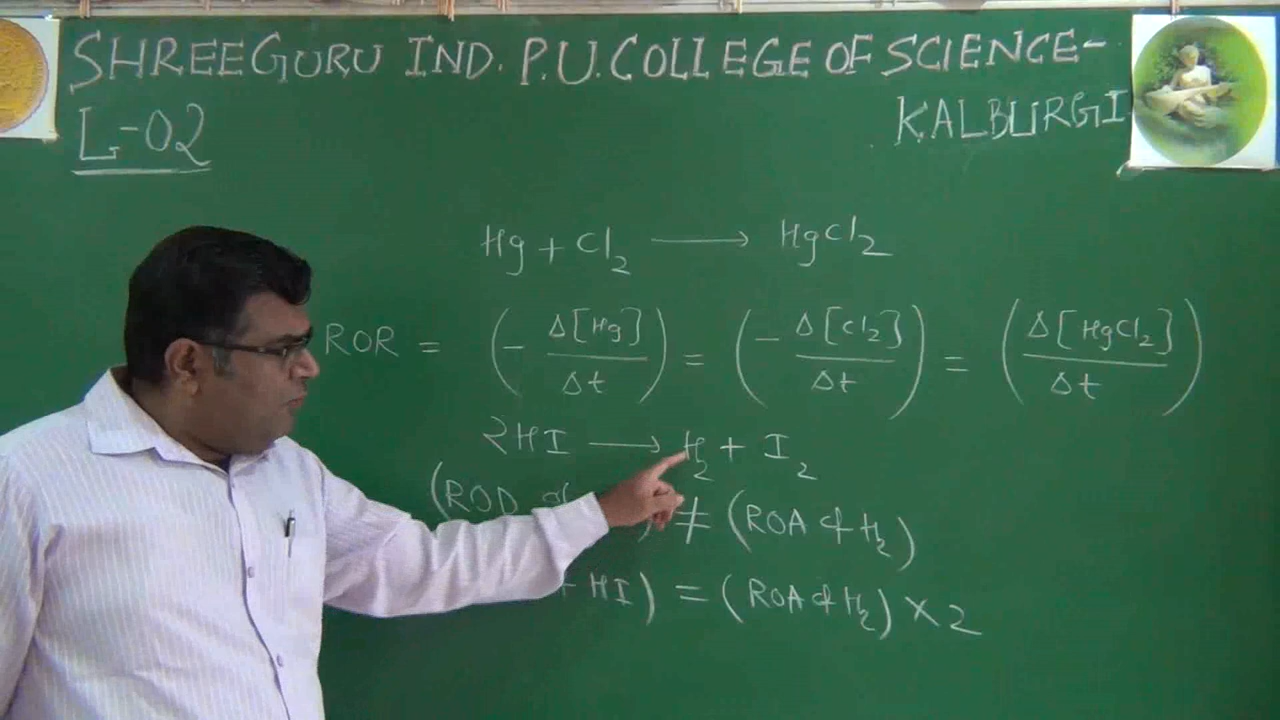 SHREEGURU IND. P.U. COLLEGE OF SCIENCE-
KALBURGI
L-02
Hg + Cl₂ ⟶ HgCl₂
ROR = (- Δ[Hg]/Δt) = (- Δ[Cl₂]/Δt) = (Δ[HgCl₂]/Δt)
2HI ⟶ H₂ + I₂
(ROD of ) ≠ (ROA of H₂)
HI) = (ROA of H₂) × 2